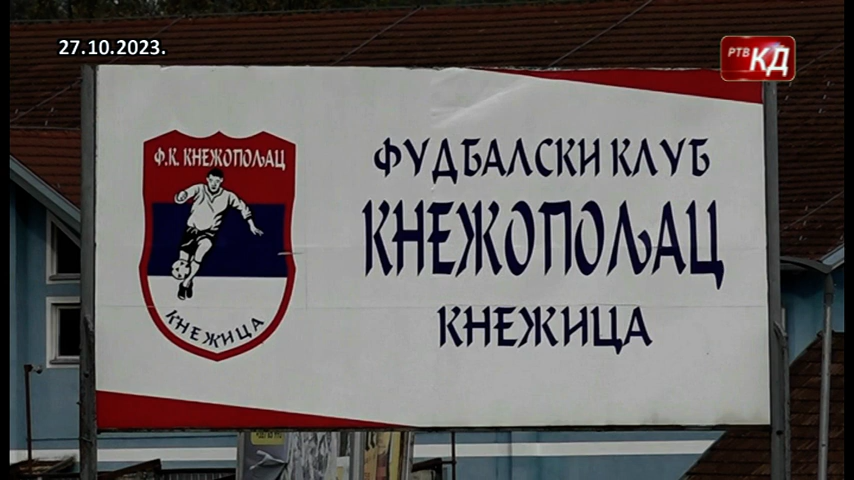 27.10.2023.
РТВ
КД
Ф.К. КНЕЖОПОЉАЦ
КНЕЖИЦА
ФУДБАЛСКИ КЛУБ
КНЕЖОПОЉАЦ
КНЕЖИЦА